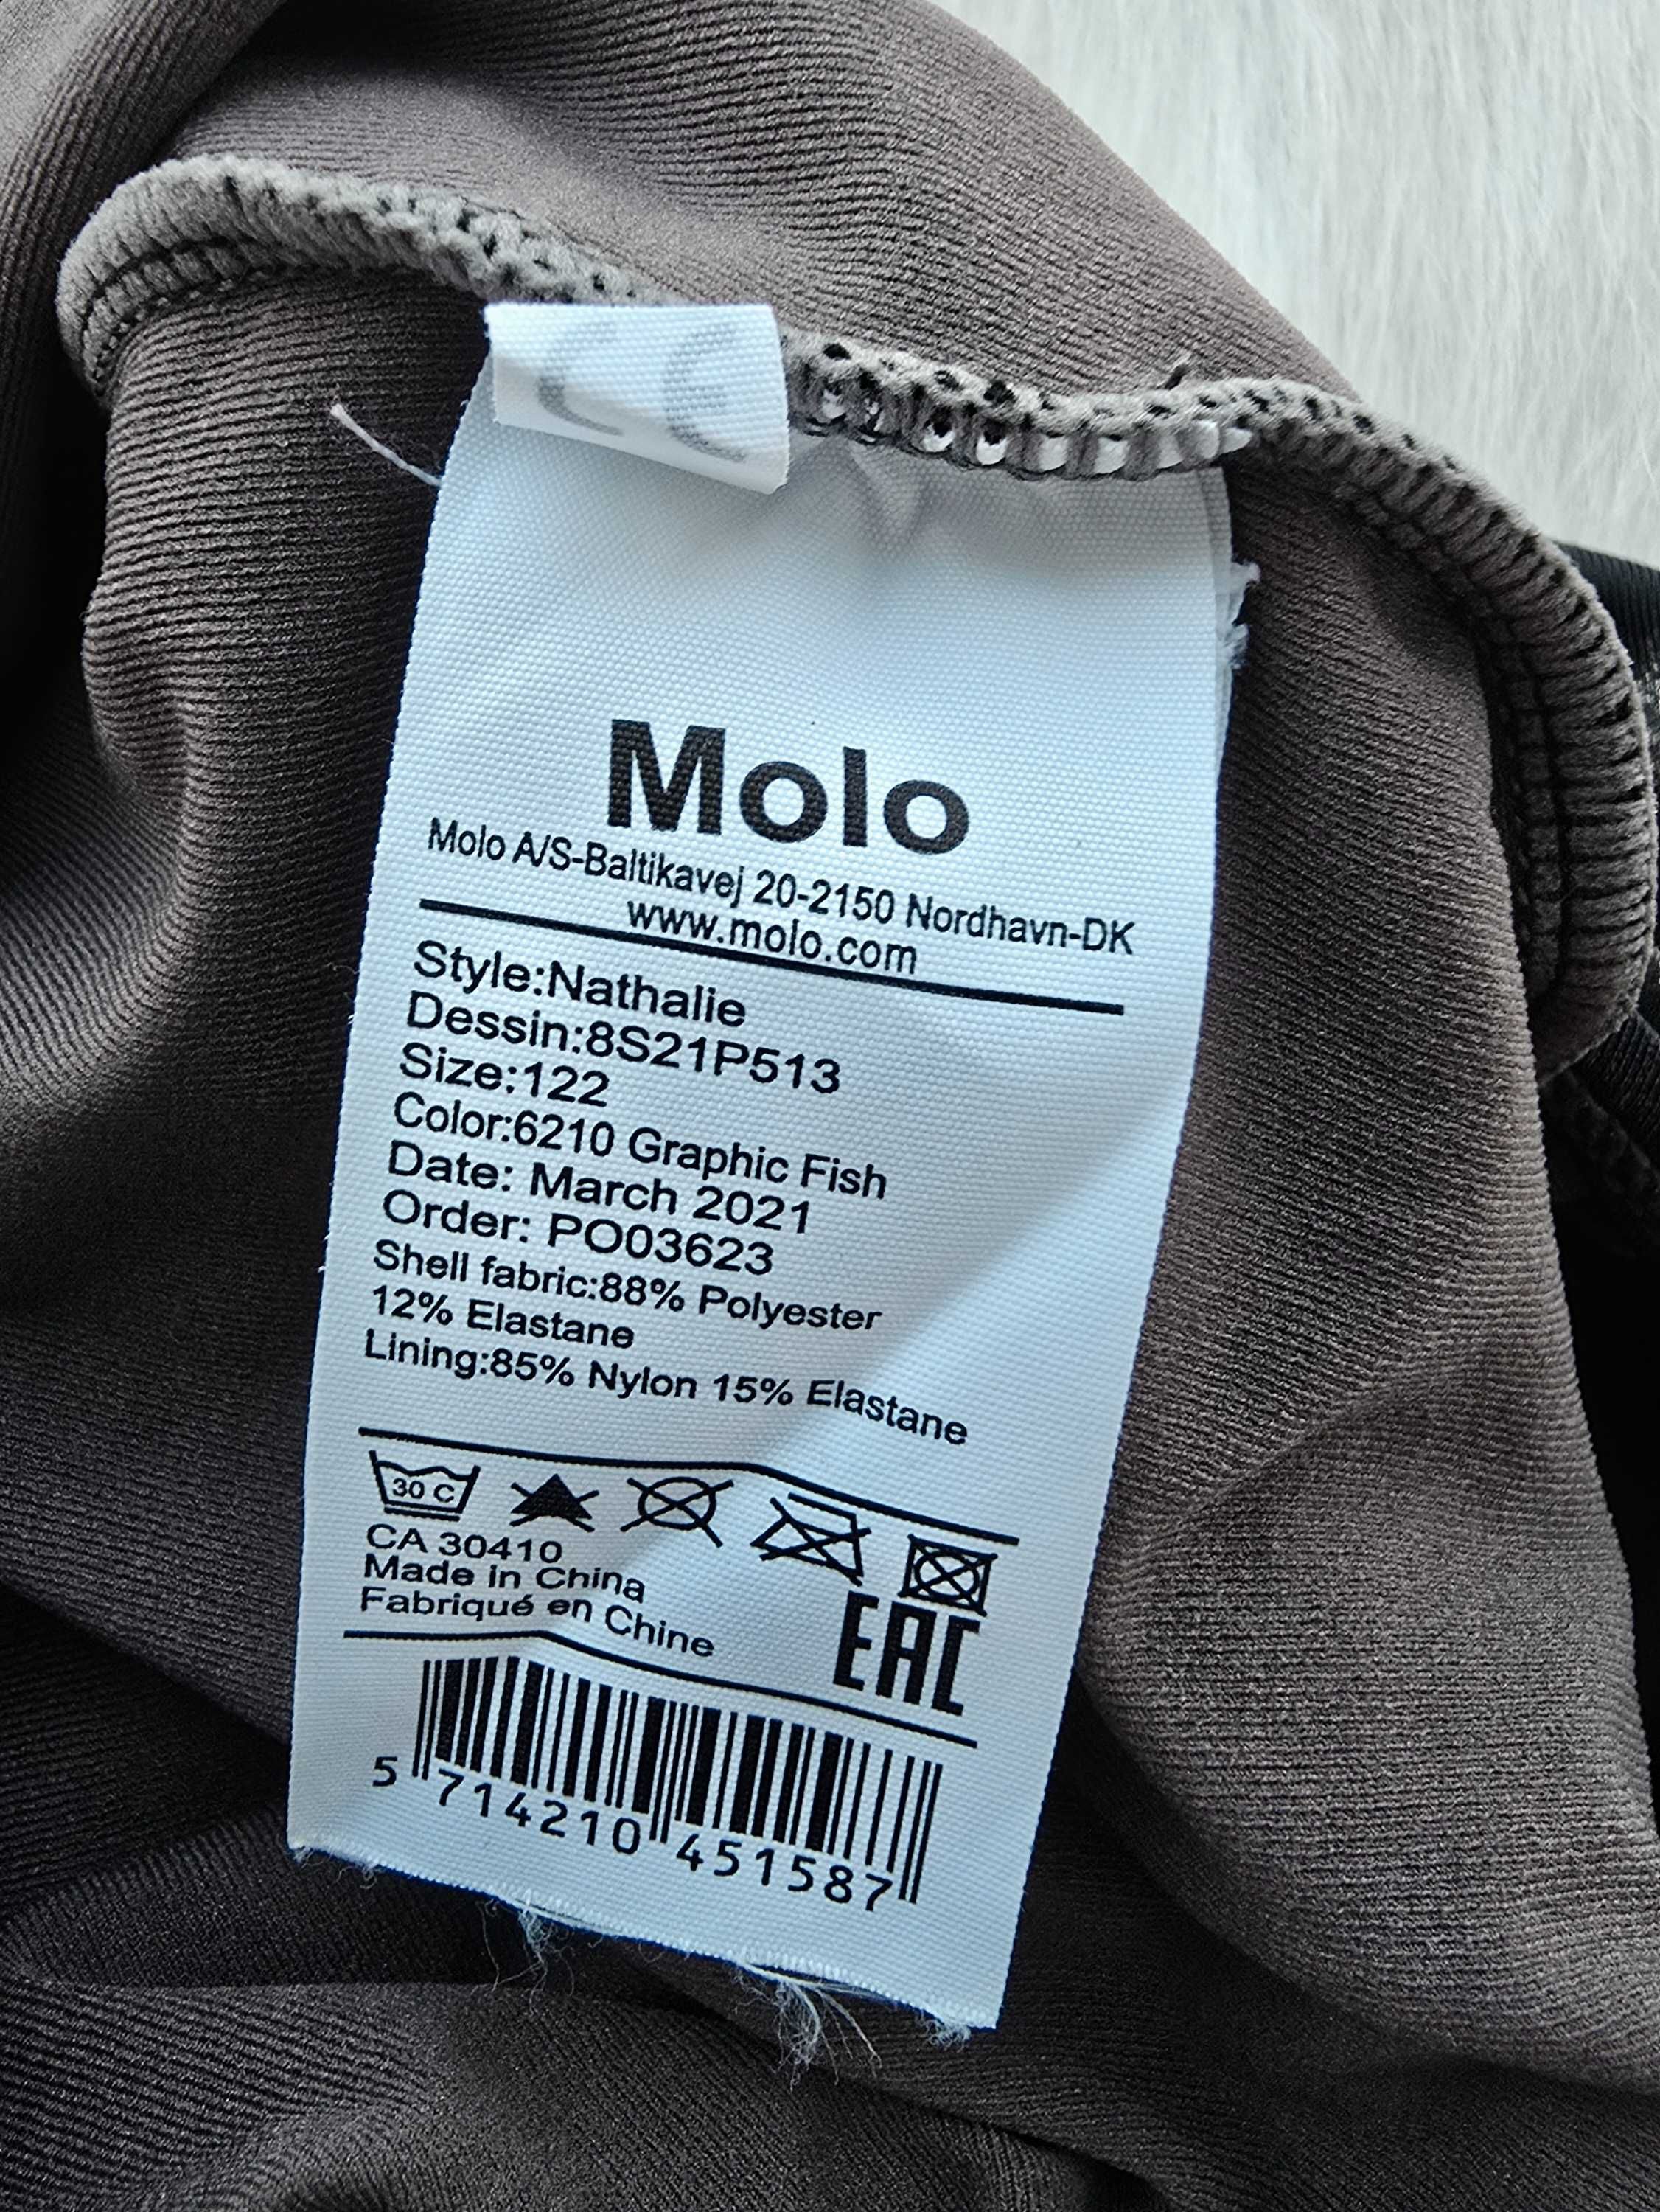 CE
Molo
Molo A/S-Baltikavej 20-2150 Nordhavn-DK
www.molo.com
Style:Nathalie
Dessin:8S21P513
Size:122
Color:6210 Graphic Fish
Date: March 2021
Order: PO03623
Shell fabric:88% Polyester
12% Elastane
Lining:85% Nylon 15% Elastane
30 C
CA 30410
Made in China
Fabriqué en Chine
EAC
5 714210 451587